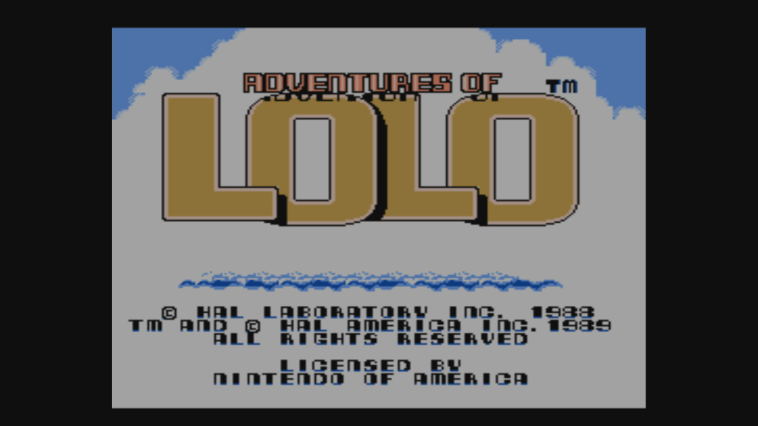 ADVENTURES OF TM
LOLO
© HAL LABORATORY INC. 1988
TM AND © HAL AMERICA INC. 1989
ALL RIGHTS RESERVED
LICENSED BY
NINTENDO OF AMERICA